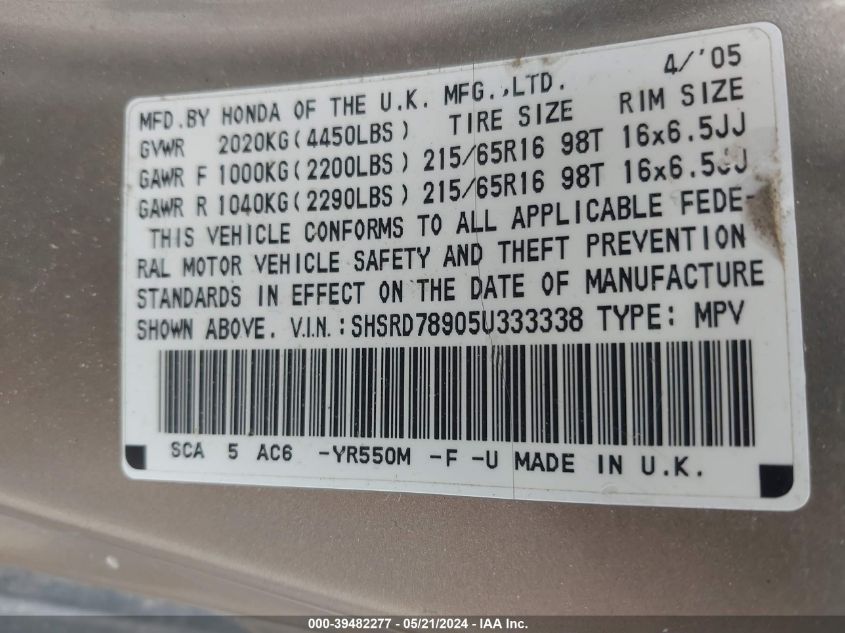 4/'05
MFD.BY HONDA OF THE U.K. MFG.,LTD.
GVWR 2020KG(4450LBS) TIRE SIZE RIM SIZE
GAWR F 1000KG(2200LBS) 215/65R16 98T 16x6.5JJ
GAWR R 1040KG(2290LBS) 215/65R16 98T 16x6.5JJ
THIS VEHICLE CONFORMS TO ALL APPLICABLE FEDE-
RAL MOTOR VEHICLE SAFETY AND THEFT PREVENTION
STANDARDS IN EFFECT ON THE DATE OF MANUFACTURE
SHOWN ABOVE. V.I.N.:SHSRD78905U333338 TYPE: MPV
SCA 5 AC6 -YR550M -F -U MADE IN U.K.
000-39482277 - 05/21/2024 - IAA Inc.